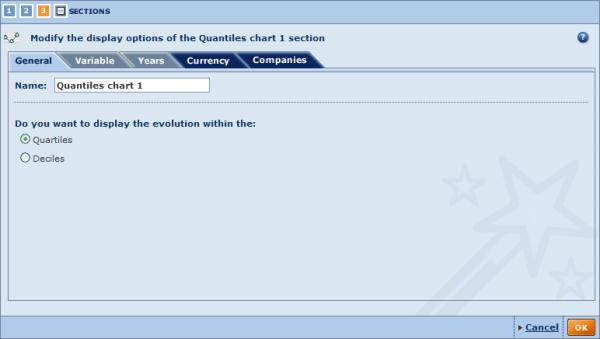 1 2 3 SECTIONS
Modify the display options of the Quantiles chart 1 section ?
General Variable Years Currency Companies
Name: Quantiles chart 1
Do you want to display the evolution within the:
Quartiles
Deciles
Cancel OK